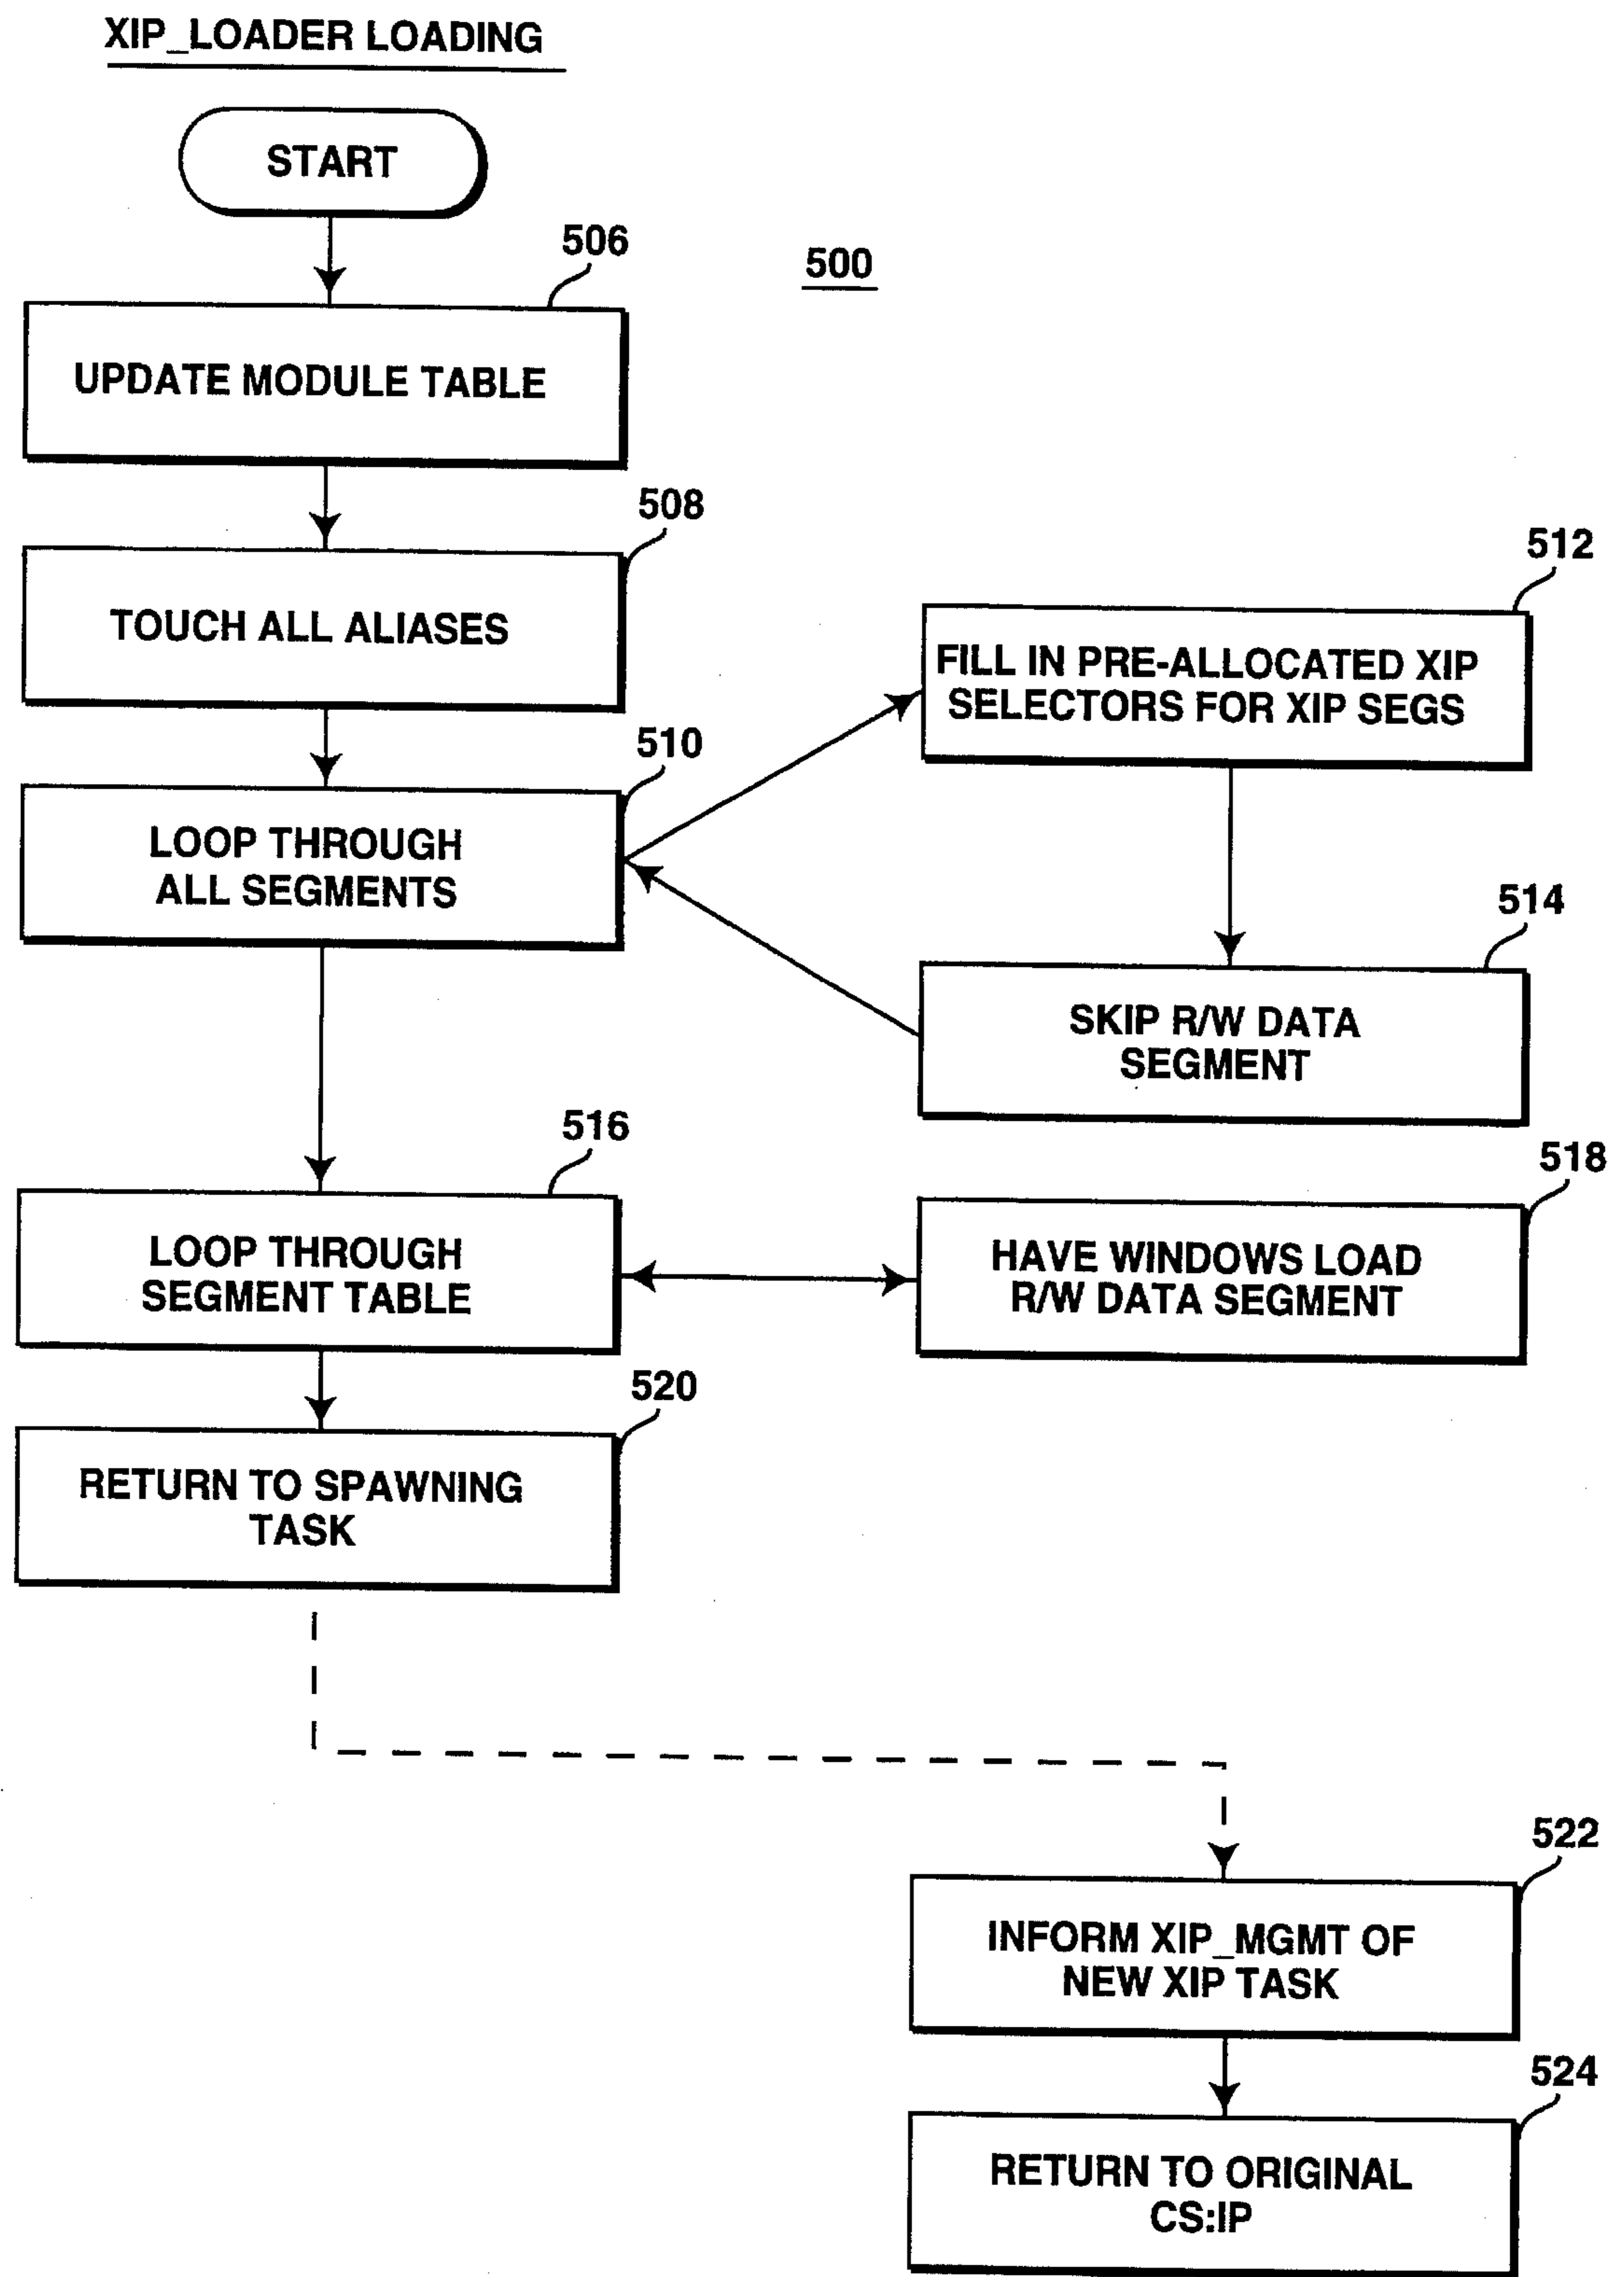 XIP_LOADER LOADING
START
506
500
UPDATE MODULE TABLE
508
TOUCH ALL ALIASES
512
FILL IN PRE-ALLOCATED XIP
SELECTORS FOR XIP SEGS
510
LOOP THROUGH
ALL SEGMENTS
514
SKIP R/W DATA
SEGMENT
516
LOOP THROUGH
SEGMENT TABLE
518
HAVE WINDOWS LOAD
R/W DATA SEGMENT
520
RETURN TO SPAWNING
TASK
522
INFORM XIP_MGMT OF
NEW XIP TASK
524
RETURN TO ORIGINAL
CS:IP